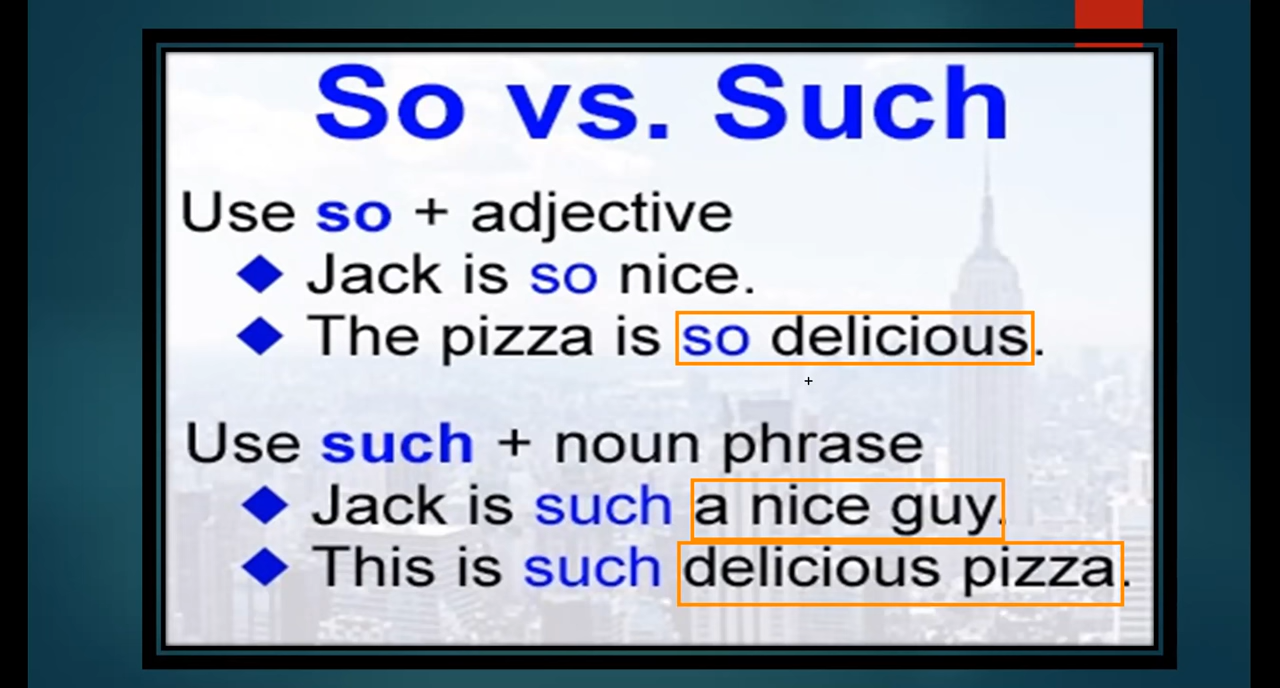 So vs. Such
Use so + adjective
Jack is so nice.
The pizza is so delicious.
Use such + noun phrase
Jack is such a nice guy.
This is such delicious pizza.